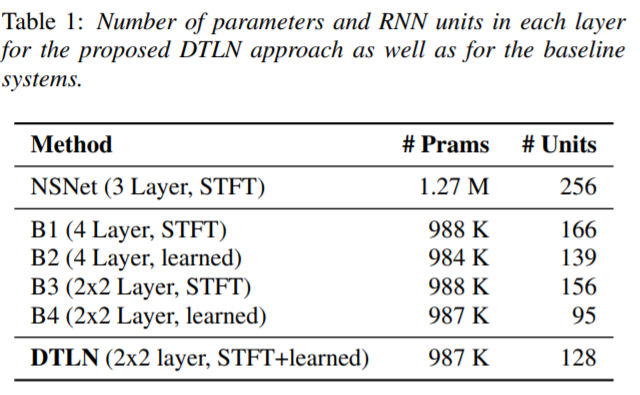 Table 1: Number of parameters and RNN units in each layer
for the proposed DTLN approach as well as for the baseline
systems.
Method # Prams # Units
NSNet (3 Layer, STFT) 1.27 M 256
B1 (4 Layer, STFT) 988 K 166
B2 (4 Layer, learned) 984 K 139
B3 (2x2 Layer, STFT) 988 K 156
B4 (2x2 Layer, learned) 987 K 95
DTLN (2x2 layer, STFT+learned) 987 K 128